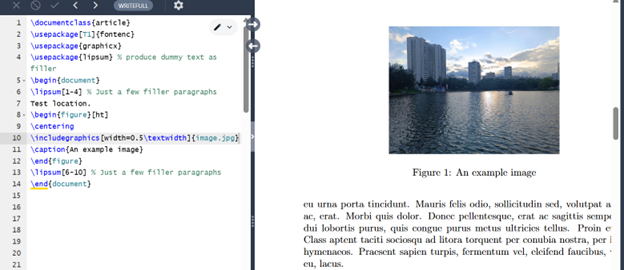 WRITEFULL
1 \documentclass{article}
2 \usepackage[T1]{fontenc}
3 \usepackage{graphicx}
4 \usepackage{lipsum} % produce dummy text as
filler
5 \begin{document}
6 \lipsum[1-4] % Just a few filler paragraphs
7 Test location.
8 \begin{figure}[ht]
9 \centering
10 \includegraphics[width=0.5\textwidth]{image.jpg}
11 \caption{An example image}
12 \end{figure}
13 \lipsum[6-10] % Just a few filler paragraphs
14 \end{document}
15
16
17
18
19
20
21
Figure 1: An example image
eu urna porta tincidunt. Mauris felis odio, sollicitudin sed, volutpat a
ac, erat. Morbi quis dolor. Donec pellentesque, erat ac sagittis sempe
dui lobortis purus, quis congue purus metus ultricies tellus. Proin e
Class aptent taciti sociosqu ad litora torquent per conubia nostra, per
hymenaeos. Praesent sapien turpis, fermentum vel, eleifend faucibus,
eu, lacus.